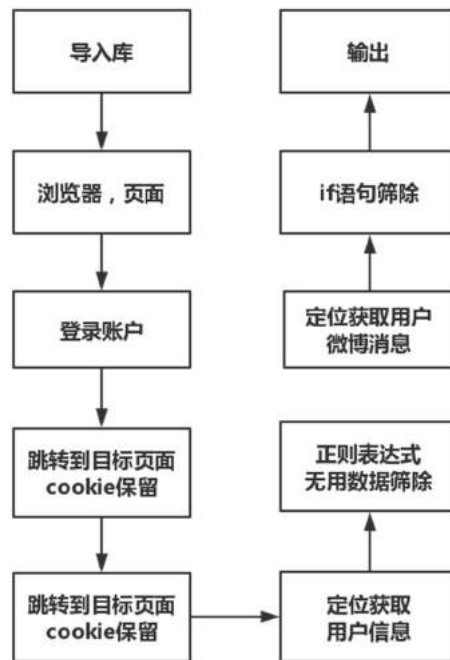 导入库
浏览器，页面
登录账户
跳转到目标页面
cookie保留
跳转到目标页面
cookie保留
定位获取
用户信息
正则表达式
无用数据筛除
定位获取用户
微博消息
if语句筛除
输出